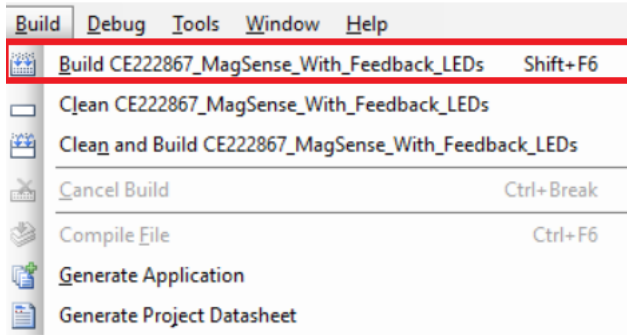 Build Debug Tools Window Help
Build CE222867_MagSense_With_Feedback_LEDs Shift+F6
Clean CE222867_MagSense_With_Feedback_LEDs
Clean and Build CE222867_MagSense_With_Feedback_LEDs
Cancel Build Ctrl+Break
Compile File Ctrl+F6
Generate Application
Generate Project Datasheet